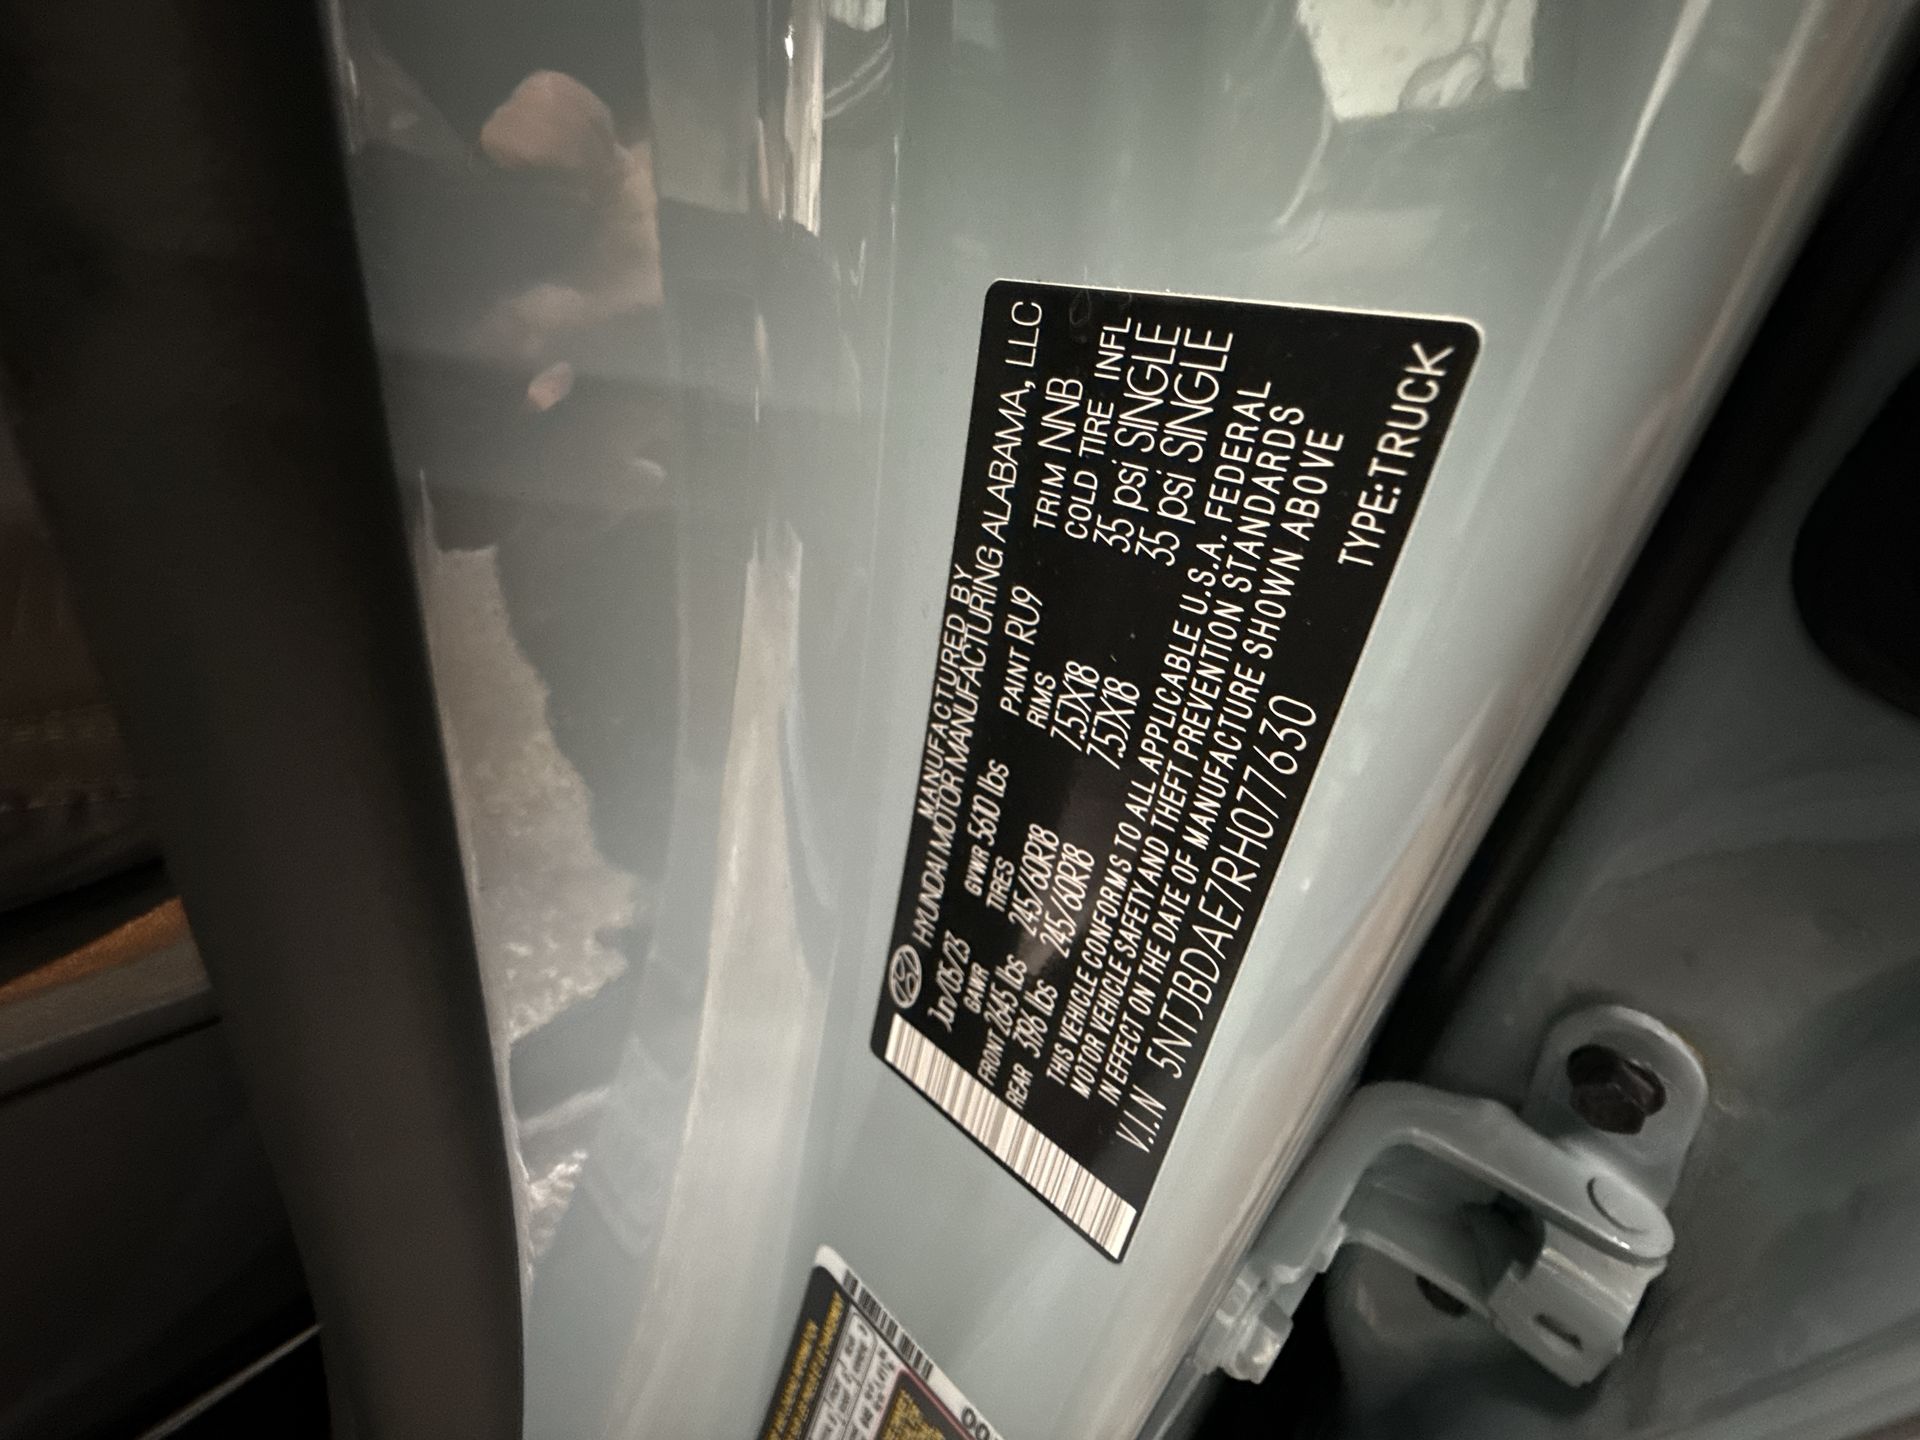 MANUFACTURED BY
HYUNDAI MOTOR MANUFACTURING ALABAMA, LLC
Jun/05/23 GVWR 5610 lbs PAINT RU9 TRIM NNB
GAWR TIRES RIMS COLD TIRE INFL
FRONT 2645 lbs 245/60R18 7.5JX18 35 psi SINGLE
REAR 3196 lbs 245/60R18 7.5JX18 35 psi SINGLE
THIS VEHICLE CONFORMS TO ALL APPLICABLE U.S.A. FEDERAL
MOTOR VEHICLE SAFETY AND THEFT PREVENTION STANDARDS
IN EFFECT ON THE DATE OF MANUFACTURE SHOWN ABOVE
V.I.N 5NTJBDAE7RH077630 TYPE:TRUCK